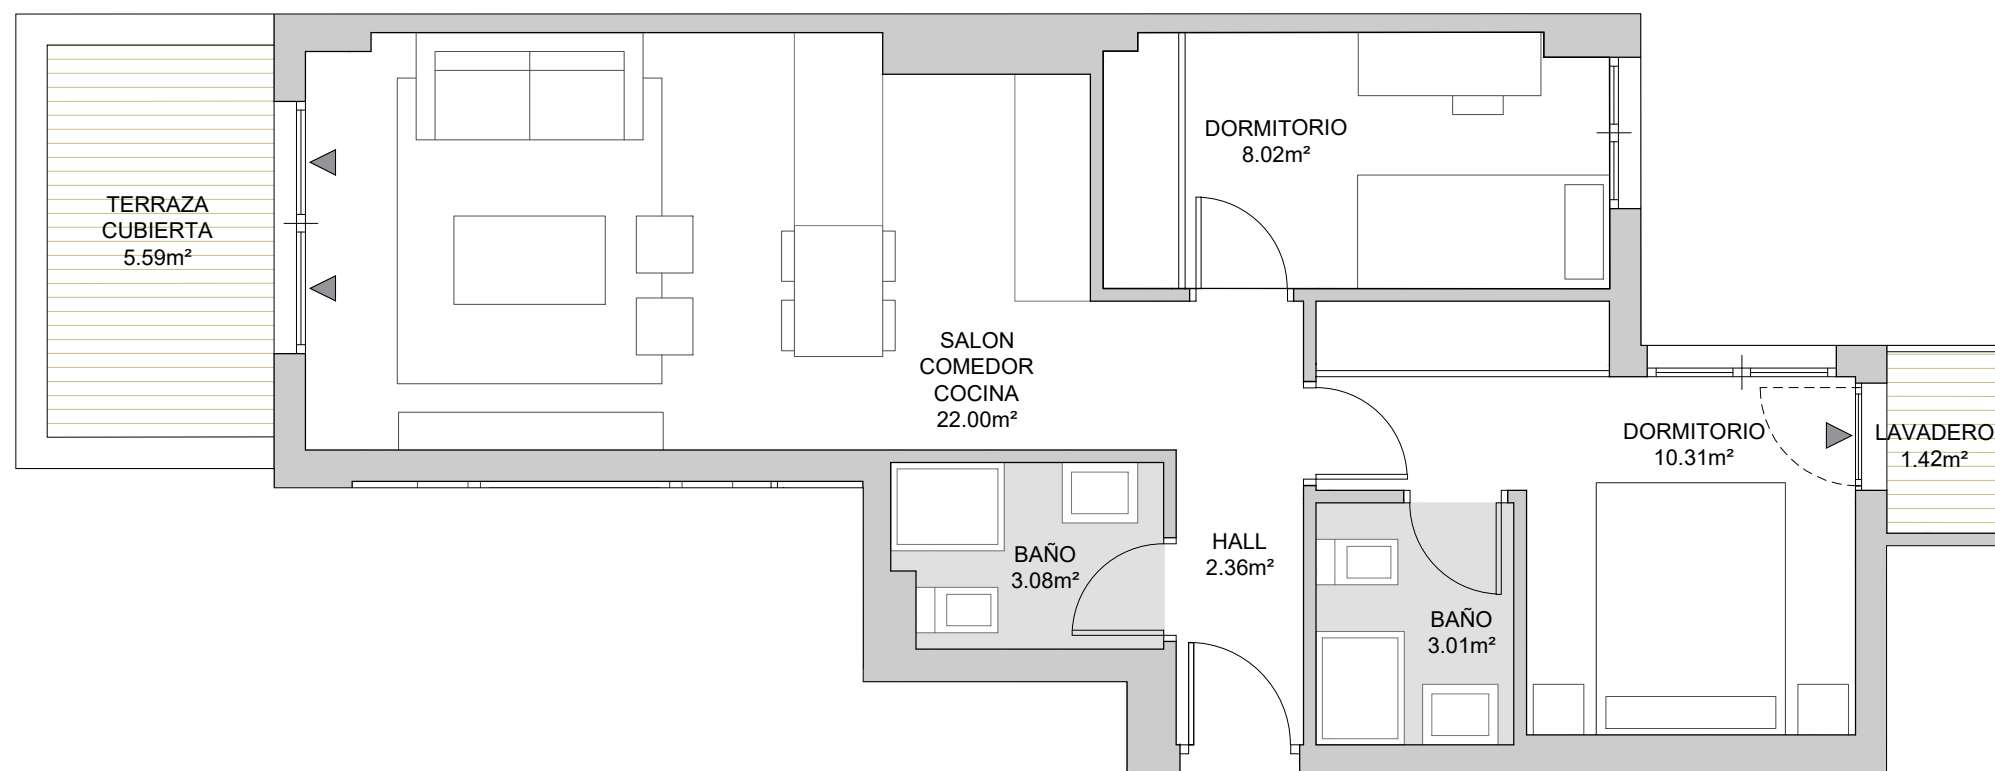 DORMITORIO
8.02m²
TERRAZA
CUBIERTA
5.59m²
SALON
COMEDOR
COCINA
22.00m²
DORMITORIO
10.31m²
LAVADERO
1.42m²
BAÑO
3.08m²
HALL
2.36m²
BAÑO
3.01m²